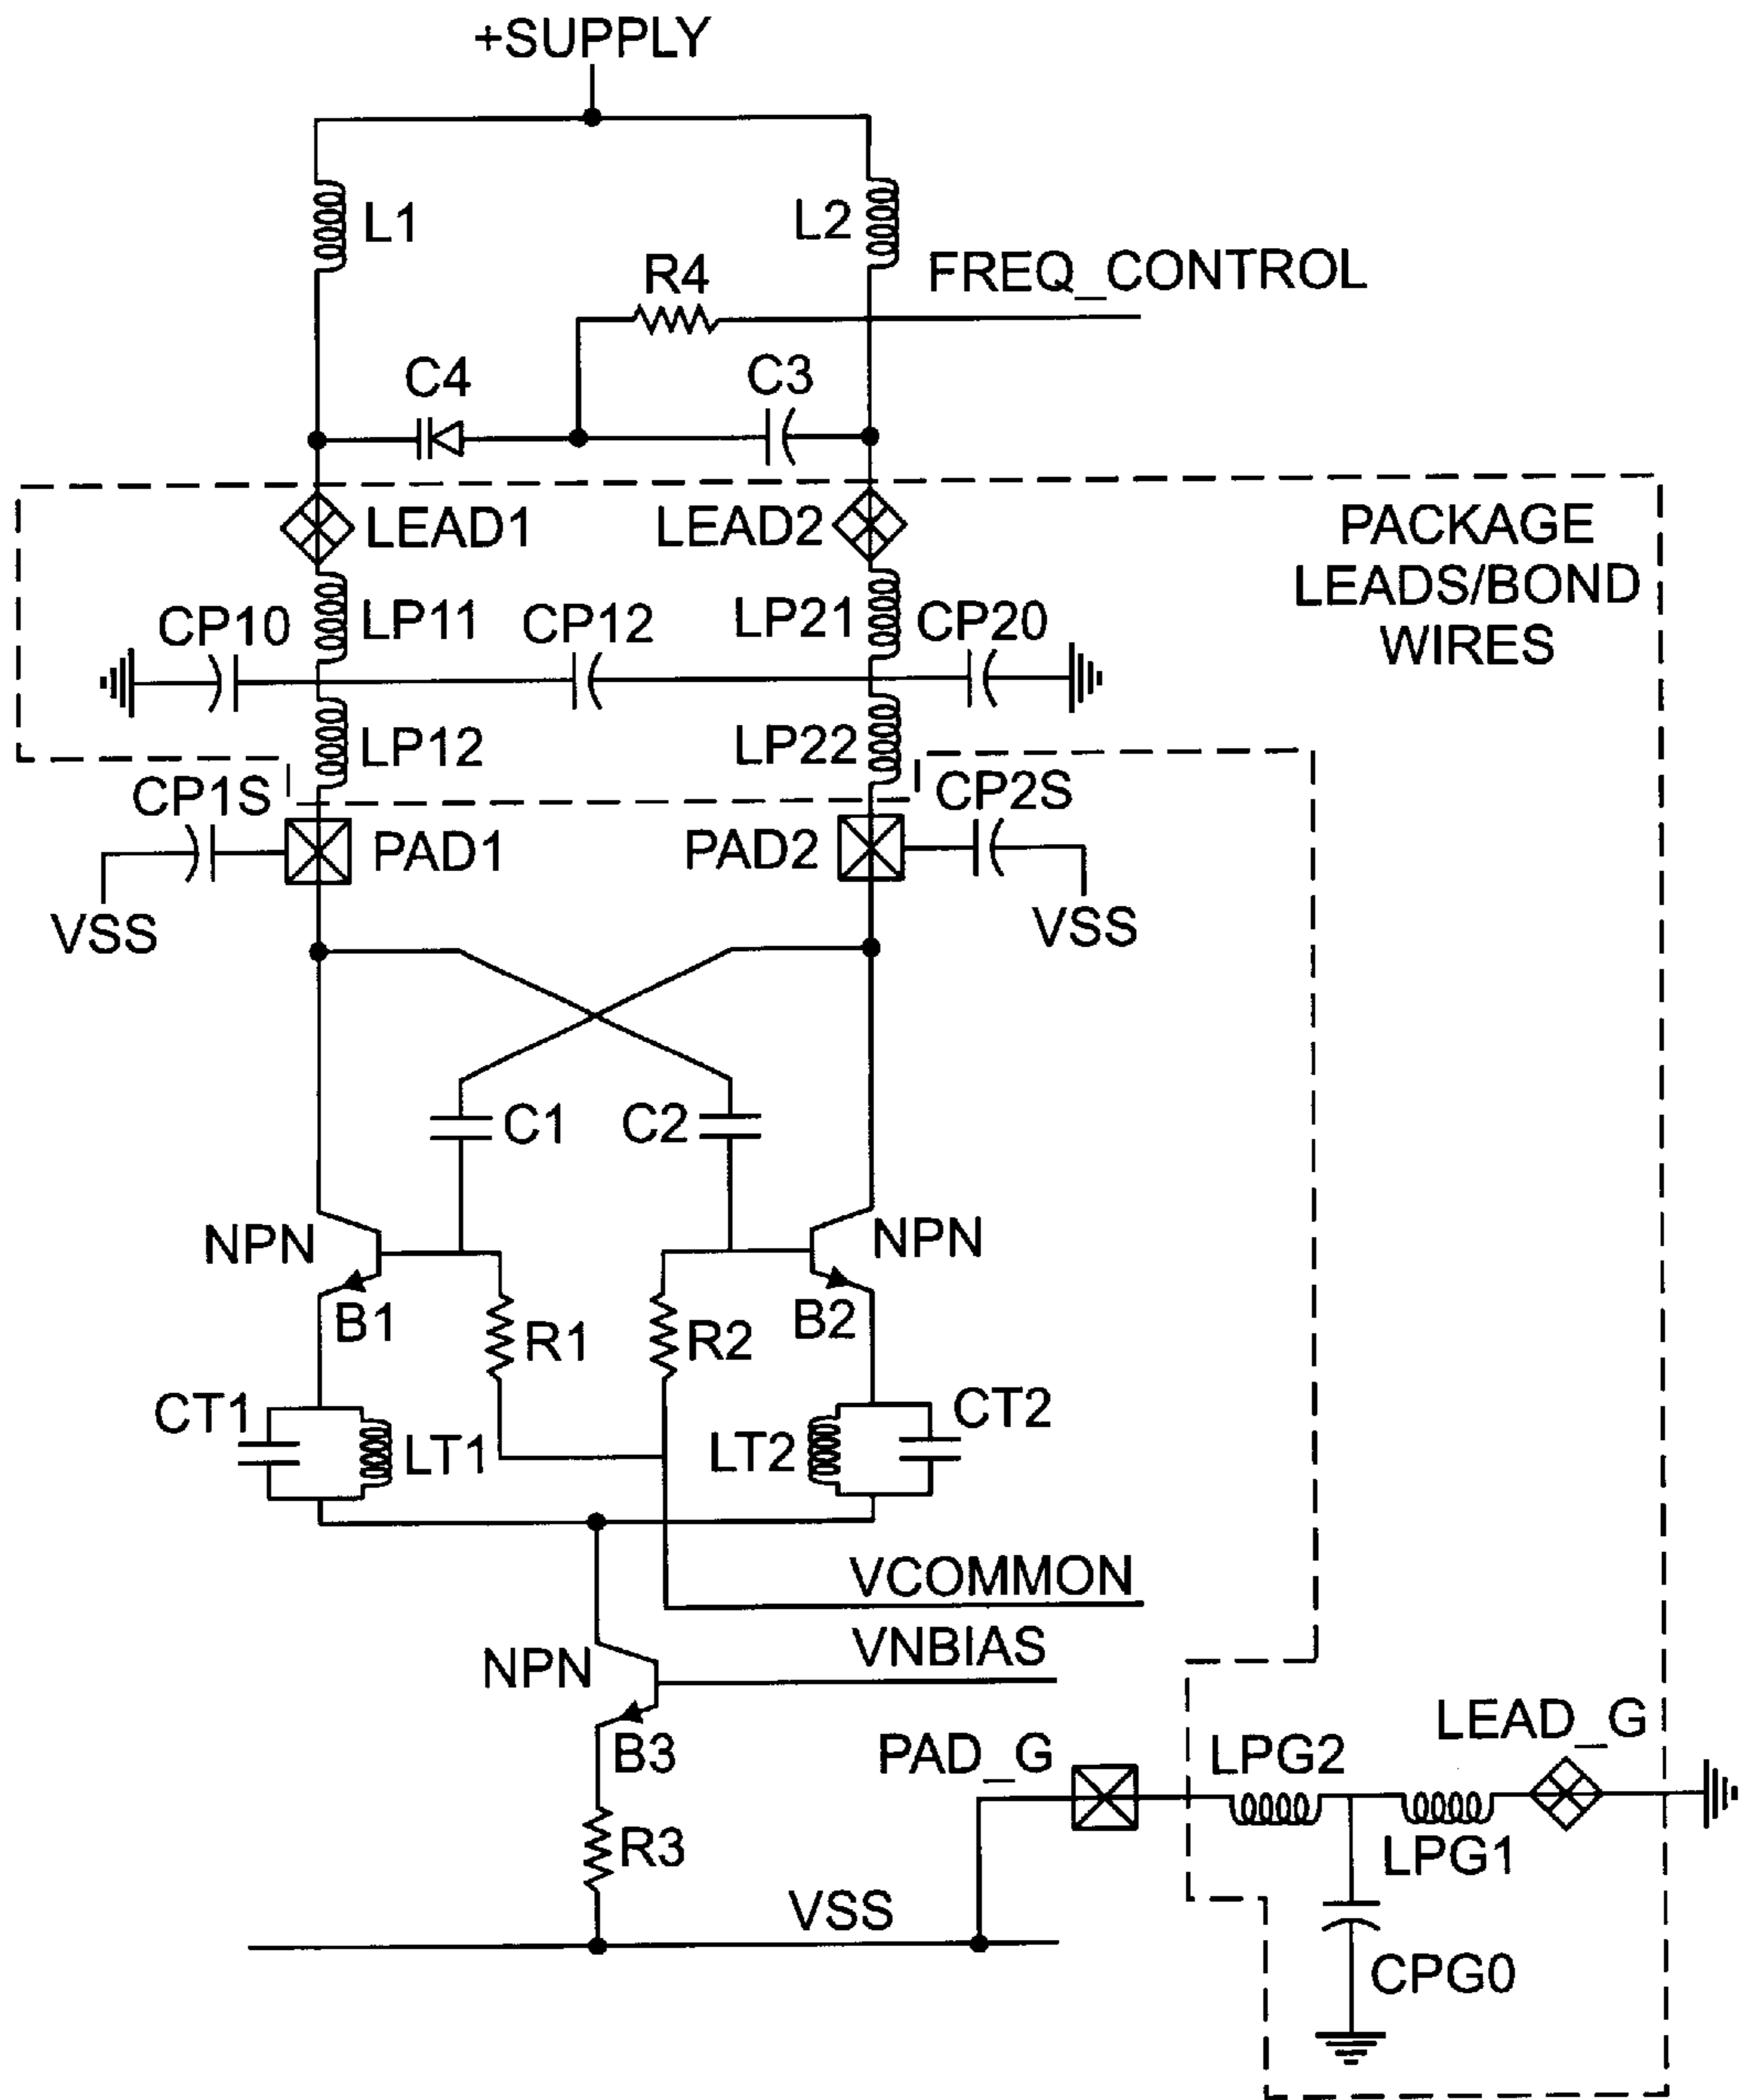 +SUPPLY
L1
L2
R4
FREQ_CONTROL
C4
C3
LEAD1
LEAD2
PACKAGE
LEADS/BOND
WIRES
CP10
LP11
CP12
LP21
CP20
LP12
LP22
CP1S
CP2S
PAD1
PAD2
VSS
VSS
C1
C2
NPN
NPN
B1
R1
R2
B2
CT1
LT1
LT2
CT2
VCOMMON
VNBIAS
NPN
B3
PAD_G
LPG2
LEAD_G
R3
LPG1
VSS
CPG0